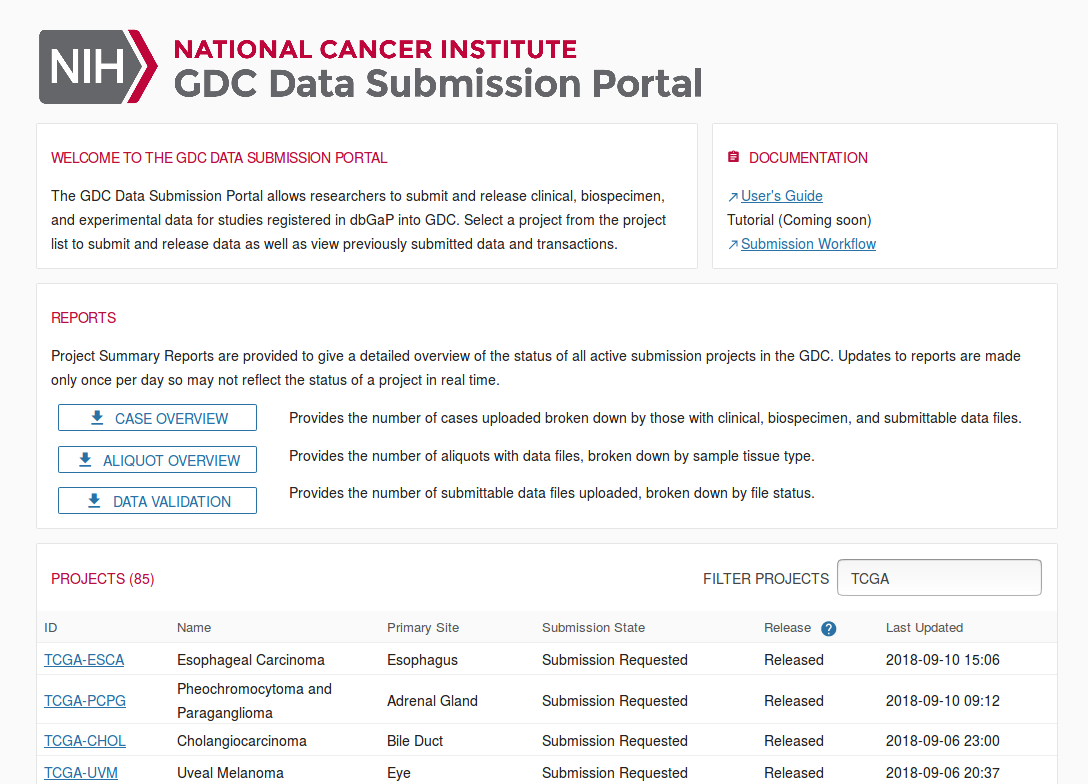 NIH NATIONAL CANCER INSTITUTE
GDC Data Submission Portal
WELCOME TO THE GDC DATA SUBMISSION PORTAL
The GDC Data Submission Portal allows researchers to submit and release clinical, biospecimen,
and experimental data for studies registered in dbGaP into GDC. Select a project from the project
list to submit and release data as well as view previously submitted data and transactions.
DOCUMENTATION
User's Guide
Tutorial (Coming soon)
Submission Workflow
REPORTS
Project Summary Reports are provided to give a detailed overview of the status of all active submission projects in the GDC. Updates to reports are made
only once per day so may not reflect the status of a project in real time.
CASE OVERVIEW Provides the number of cases uploaded broken down by those with clinical, biospecimen, and submittable data files.
ALIQUOT OVERVIEW Provides the number of aliquots with data files, broken down by sample tissue type.
DATA VALIDATION Provides the number of submittable data files uploaded, broken down by file status.
PROJECTS (85) FILTER PROJECTS TCGA
ID Name Primary Site Submission State Release ? Last Updated
TCGA-ESCA Esophageal Carcinoma Esophagus Submission Requested Released 2018-09-10 15:06
TCGA-PCPG Pheochromocytoma and
Paraganglioma Adrenal Gland Submission Requested Released 2018-09-10 09:12
TCGA-CHOL Cholangiocarcinoma Bile Duct Submission Requested Released 2018-09-06 23:00
TCGA-UVM Uveal Melanoma Eye Submission Requested Released 2018-09-06 20:37